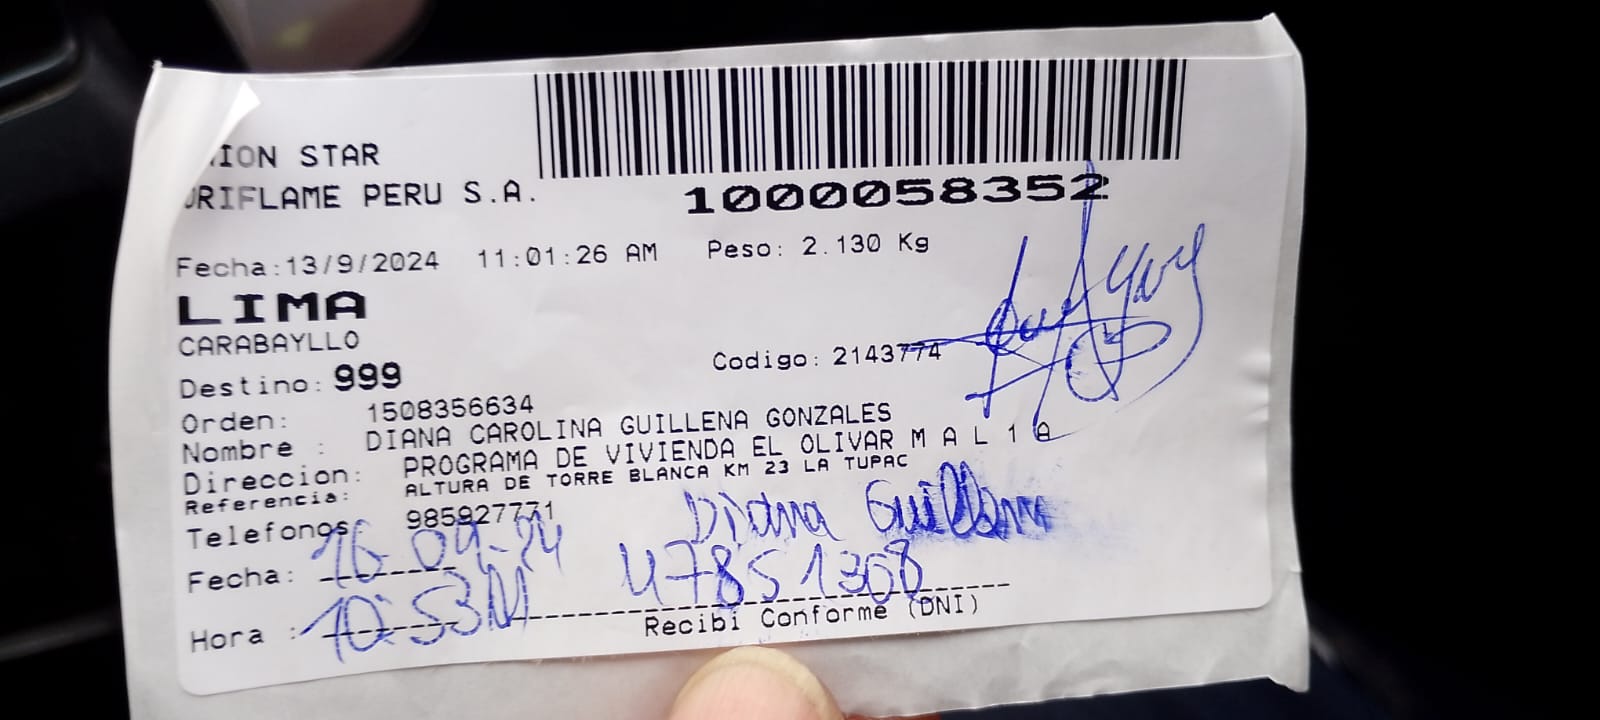 ION STAR
ORIFLAME PERU S.A.
1000058352
Fecha:13/9/2024 11:01:26 AM Peso: 2.130 Kg
LIMA
CARABAYLLO
Codigo: 2143774
Destino: 999
Orden: 1508356634
Nombre : DIANA CAROLINA GUILLENA GONZALES
Direccion: PROGRAMA DE VIVIENDA EL OLIVAR M A L 1 A
Referencia: ALTURA DE TORRE BLANCA KM 23 LA TUPAC
Telefonos: 985927771
Diana Guillena
Fecha: 16-09-24
47851308
Hora : 10:53
Recibi Conforme (DNI)